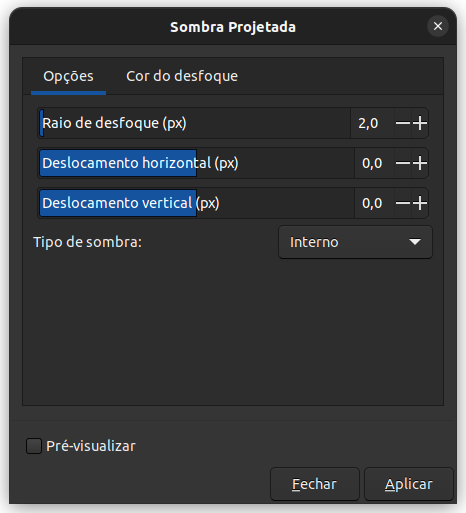 Sombra Projetada
Opções Cor do desfoque
Raio de desfoque (px) 2,0
Deslocamento horizontal (px) 0,0
Deslocamento vertical (px) 0,0
Tipo de sombra: Interno
Pré-visualizar
Fechar Aplicar